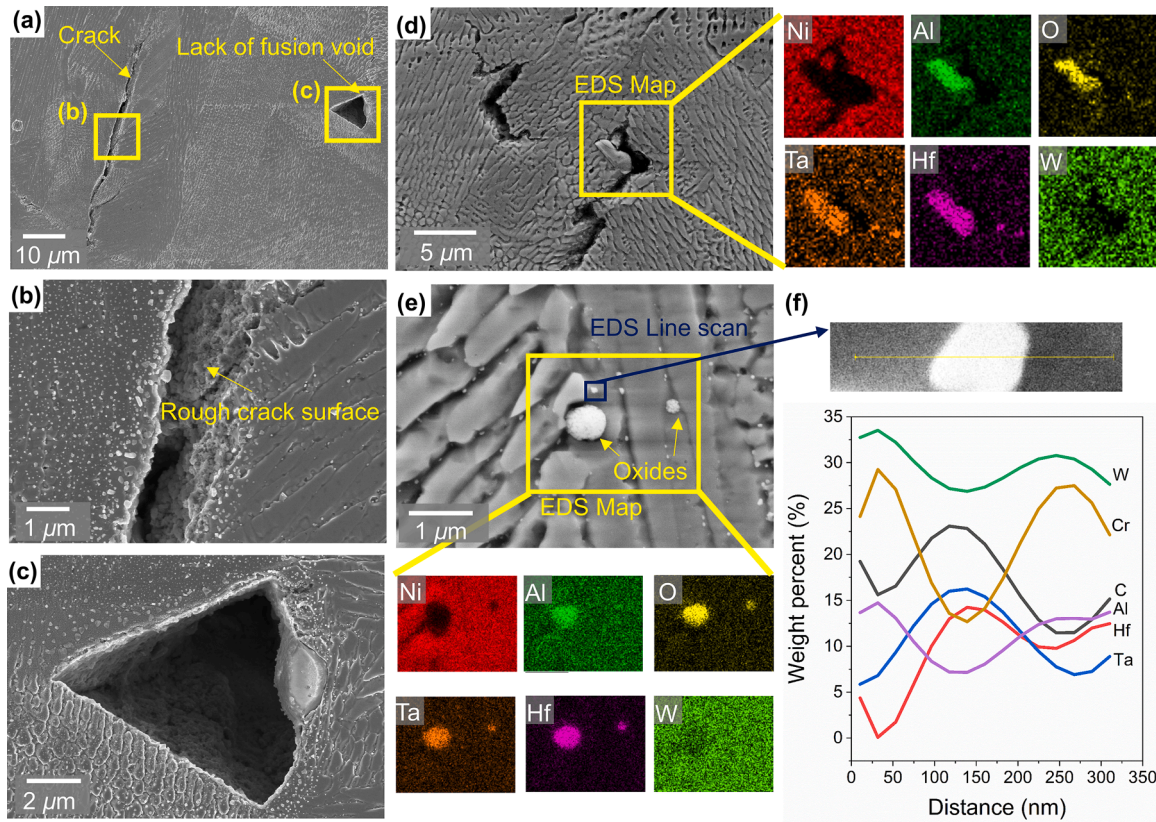 (a)
Crack
Lack of fusion void
(b)
(c)
10 µm
(b)
Rough crack surface
1 µm
(c)
2 µm
(d)
EDS Map
5 µm
Ni
Al
O
Ta
Hf
W
(e)
EDS Line scan
Oxides
EDS Map
1 µm
Ni
Al
O
Ta
Hf
W
(f)
Weight percent (%)
35
30
25
20
15
10
5
0
W
Cr
C
Al
Hf
Ta
0 50 100 150 200 250 300 350
Distance (nm)